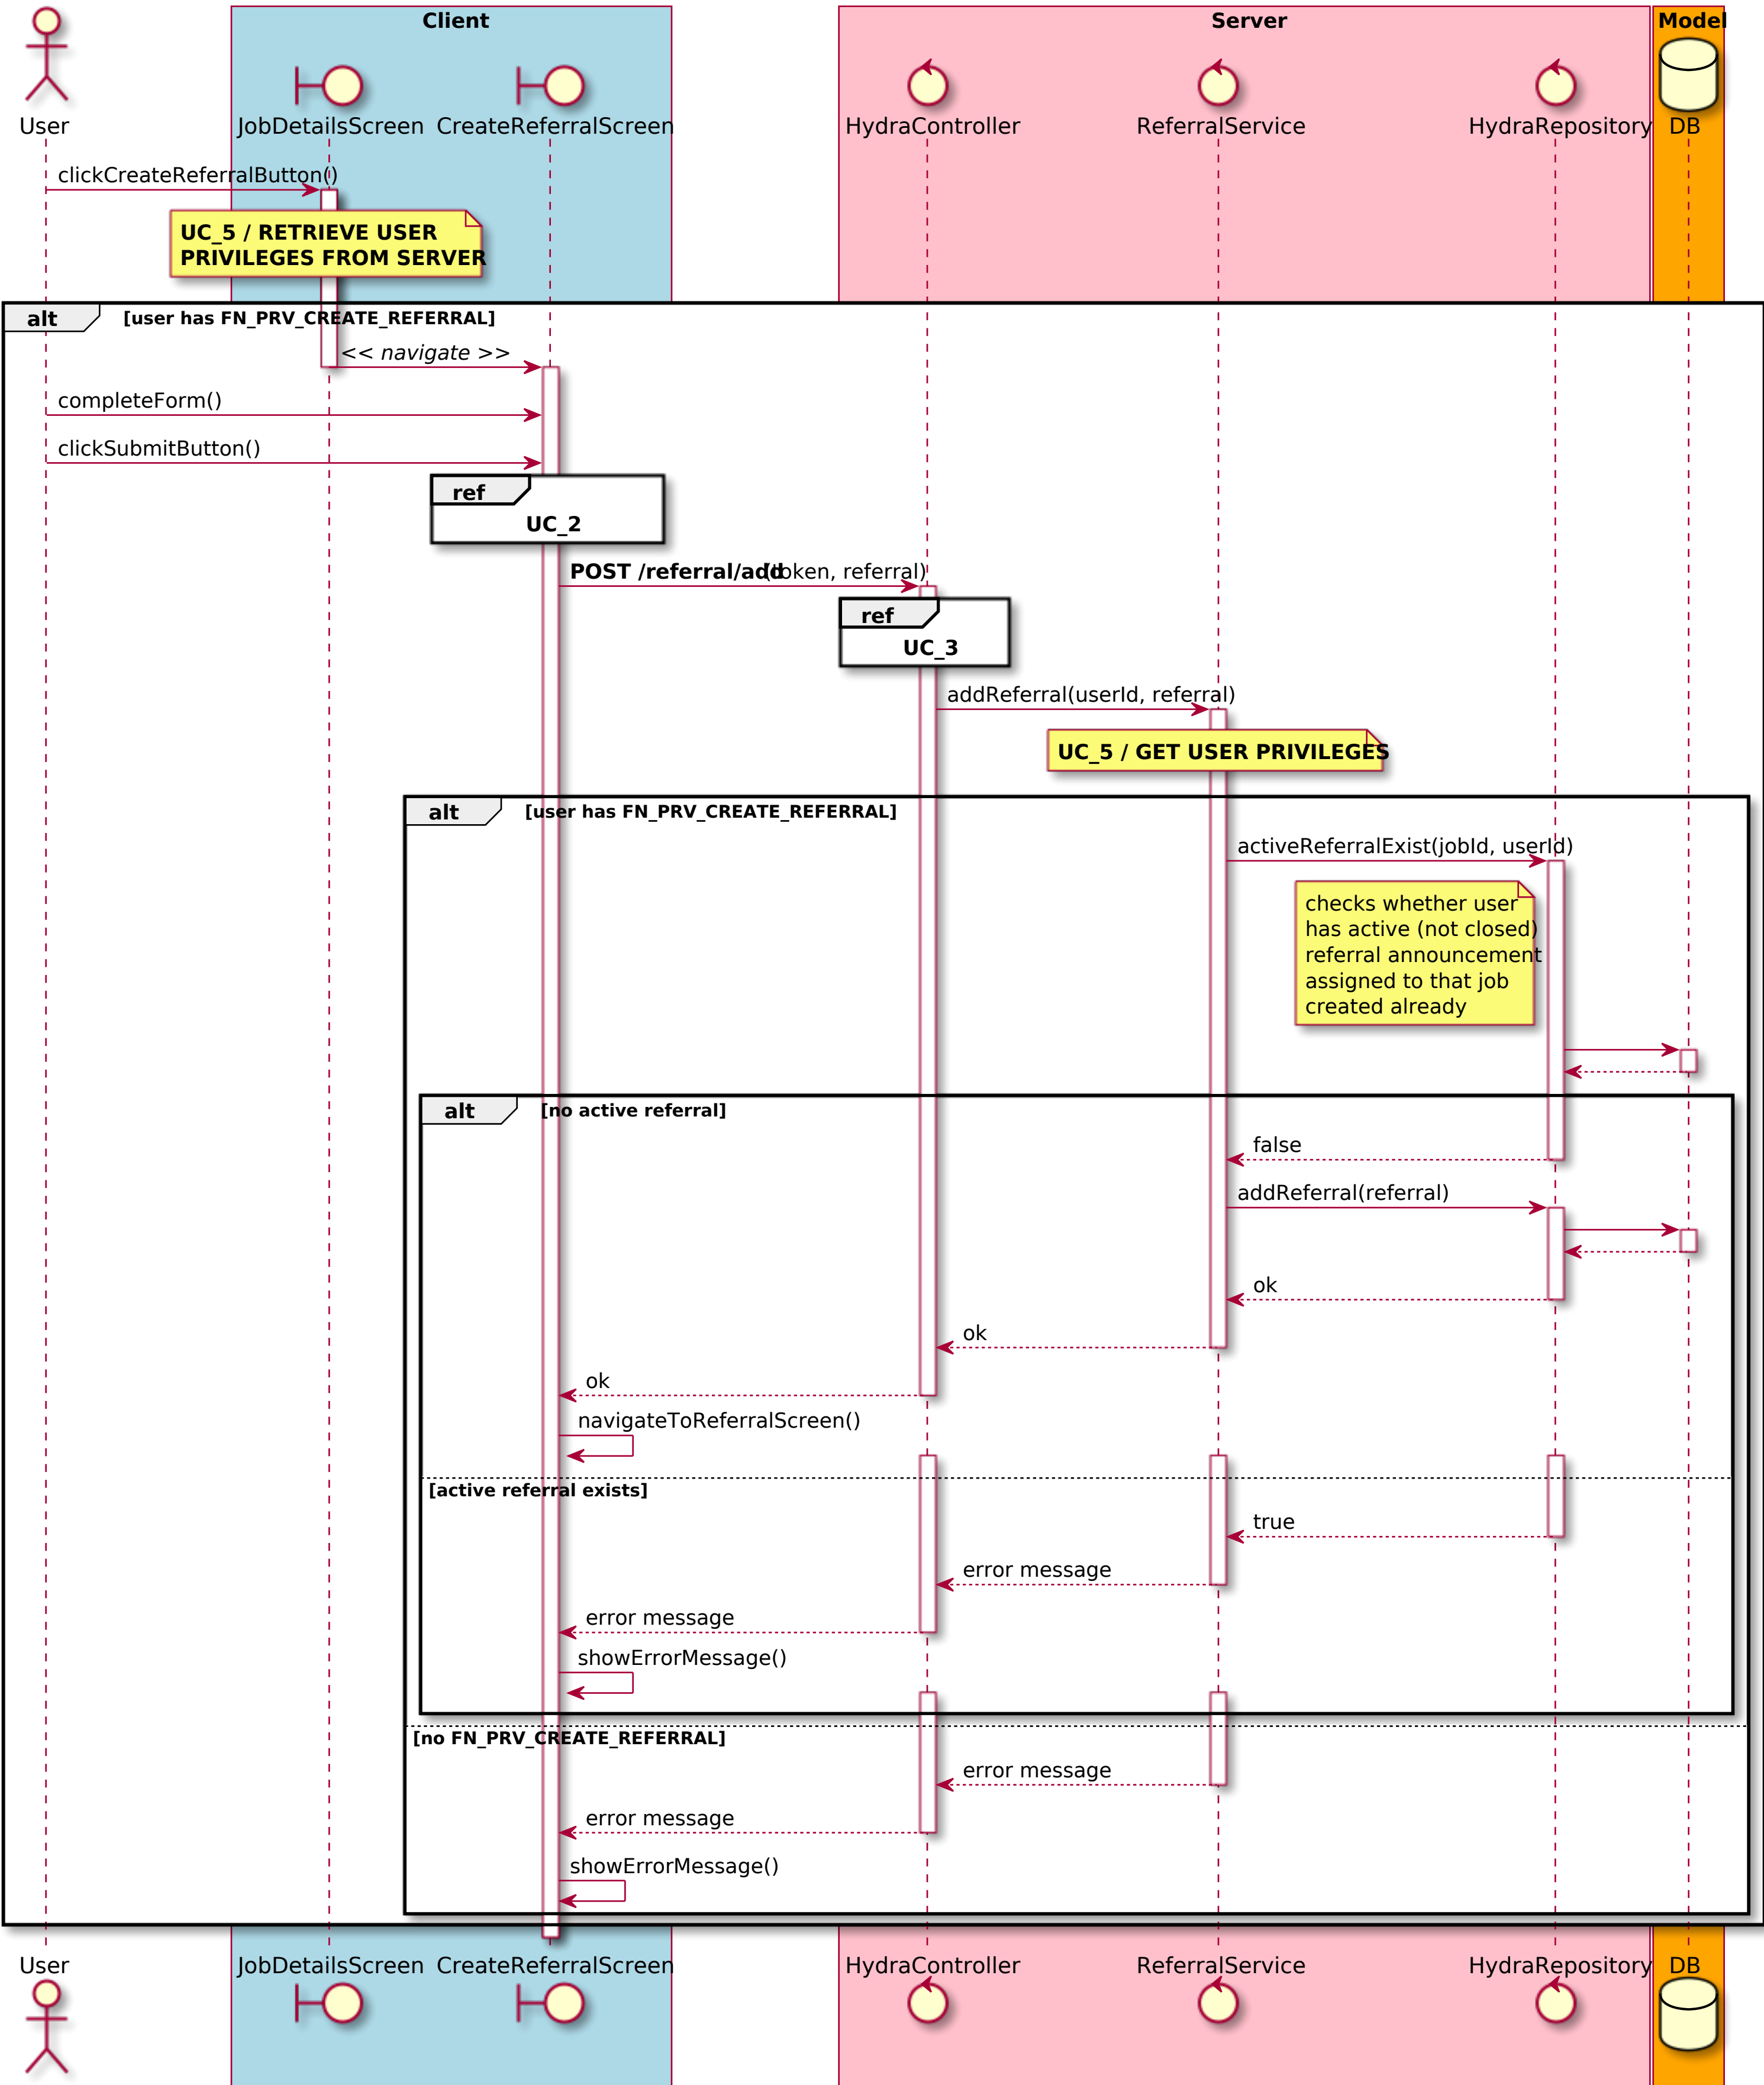 Client
Server
Model
User
JobDetailsScreen
CreateReferralScreen
HydraController
ReferralService
HydraRepository
DB
clickCreateReferralButton()
UC_5 / RETRIEVE USER
PRIVILEGES FROM SERVER
alt
[user has FN_PRV_CREATE_REFERRAL]
<< navigate >>
completeForm()
clickSubmitButton()
ref
UC_2
POST /referral/add(token, referral)
ref
UC_3
addReferral(userId, referral)
UC_5 / GET USER PRIVILEGES
alt
[user has FN_PRV_CREATE_REFERRAL]
activeReferralExist(jobId, userId)
checks whether user
has active (not closed)
referral announcement
assigned to that job
created already
alt
[no active referral]
false
addReferral(referral)
ok
ok
ok
navigateToReferralScreen()
[active referral exists]
true
error message
error message
showErrorMessage()
[no FN_PRV_CREATE_REFERRAL]
error message
error message
showErrorMessage()
User
JobDetailsScreen
CreateReferralScreen
HydraController
ReferralService
HydraRepository
DB